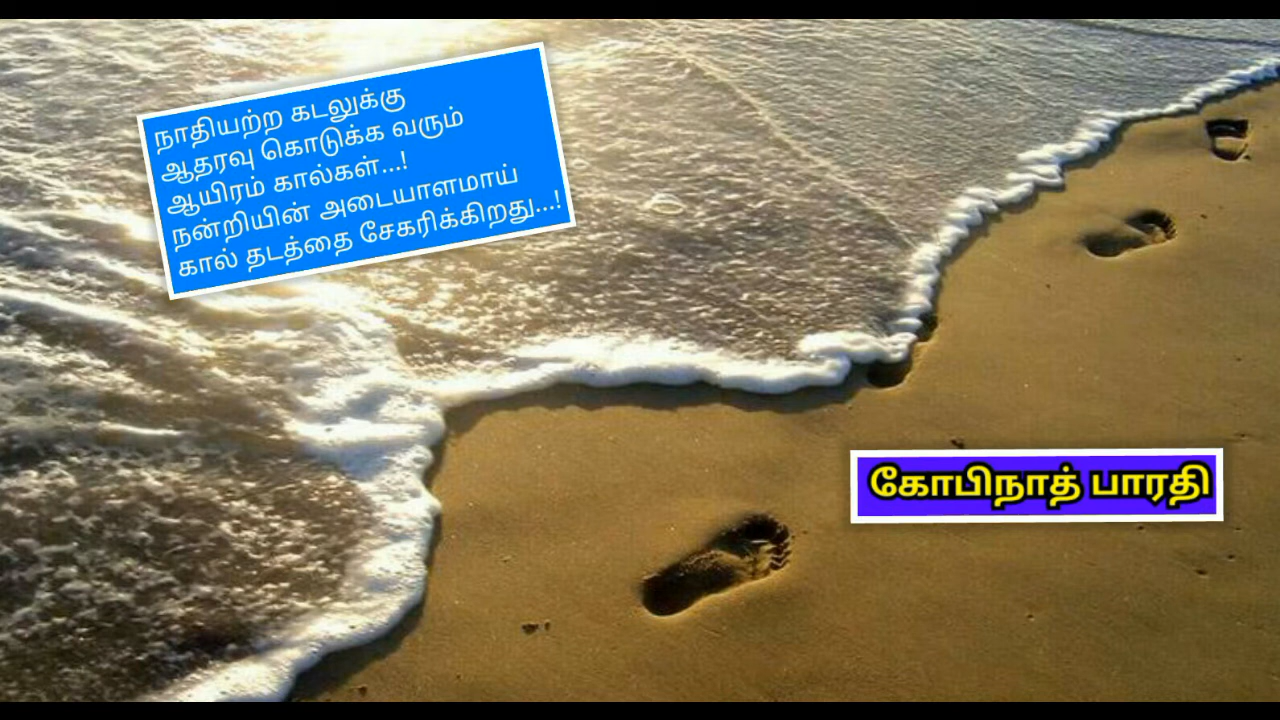 நாதியற்ற கடலுக்கு
ஆதரவு கொடுக்க வரும்
ஆயிரம் கால்கள்...!
நன்றியின் அடையாளமாய்
கால் தடத்தை சேகரிக்கிறது...!
கோபிநாத் பாரதி